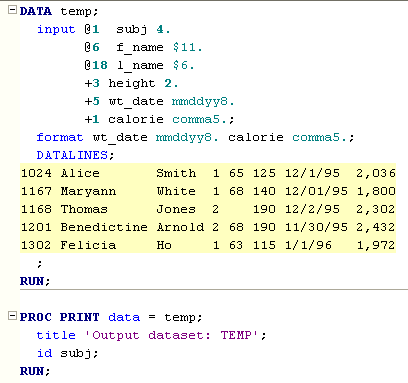 DATA temp;
  input @1  subj 4.
        @6  f_name $11.
        @18 l_name $6.
        +3 height 2.
        +5 wt_date mmddyy8.
        +1 calorie comma5.;
  format wt_date mmddyy8. calorie comma5.;
  DATALINES;
1024 Alice       Smith  1 65 125 12/1/95  2,036
1167 Maryann     White  1 68 140 12/01/95 1,800
1168 Thomas      Jones  2    190 12/2/95  2,302
1201 Benedictine Arnold 2 68 190 11/30/95 2,432
1302 Felicia     Ho     1 63 115 1/1/96   1,972
  ;
RUN;
PROC PRINT data = temp;
  title 'Output dataset: TEMP';
  id subj;
RUN;